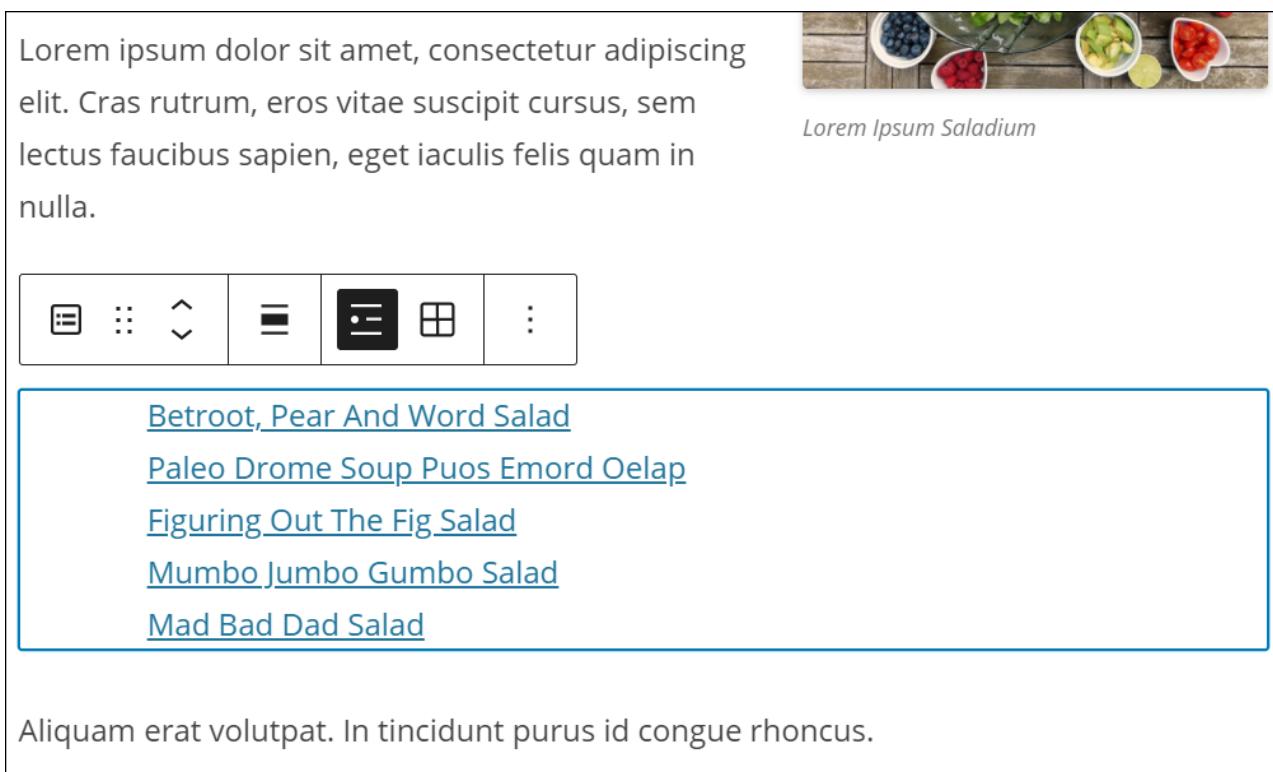 Lorem ipsum dolor sit amet, consectetur adipiscing
elit. Cras rutrum, eros vitae suscipit cursus, sem
lectus faucibus sapien, eget iaculis felis quam in
nulla.
Lorem Ipsum Saladium
Betroot, Pear And Word Salad
Paleo Drome Soup Puos Emord Oelap
Figuring Out The Fig Salad
Mumbo Jumbo Gumbo Salad
Mad Bad Dad Salad
Aliquam erat volutpat. In tincidunt purus id congue rhoncus.